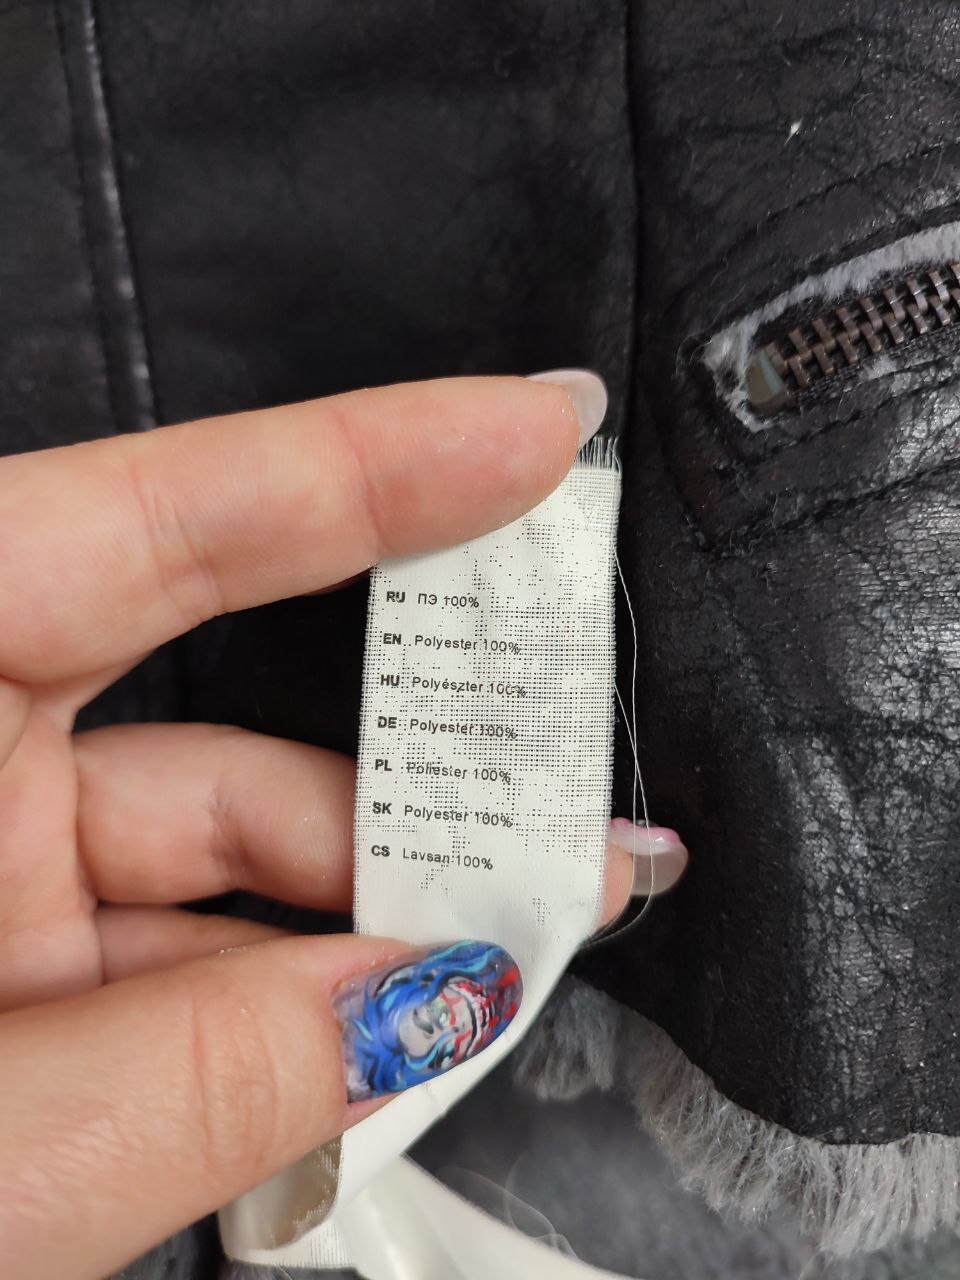 RU ПЭ 100%
EN Polyester 100%
HU Polyészter 100%
DE Polyester 100%
PL Poliester 100%
SK Polyester 100%
CS Lavsan 100%